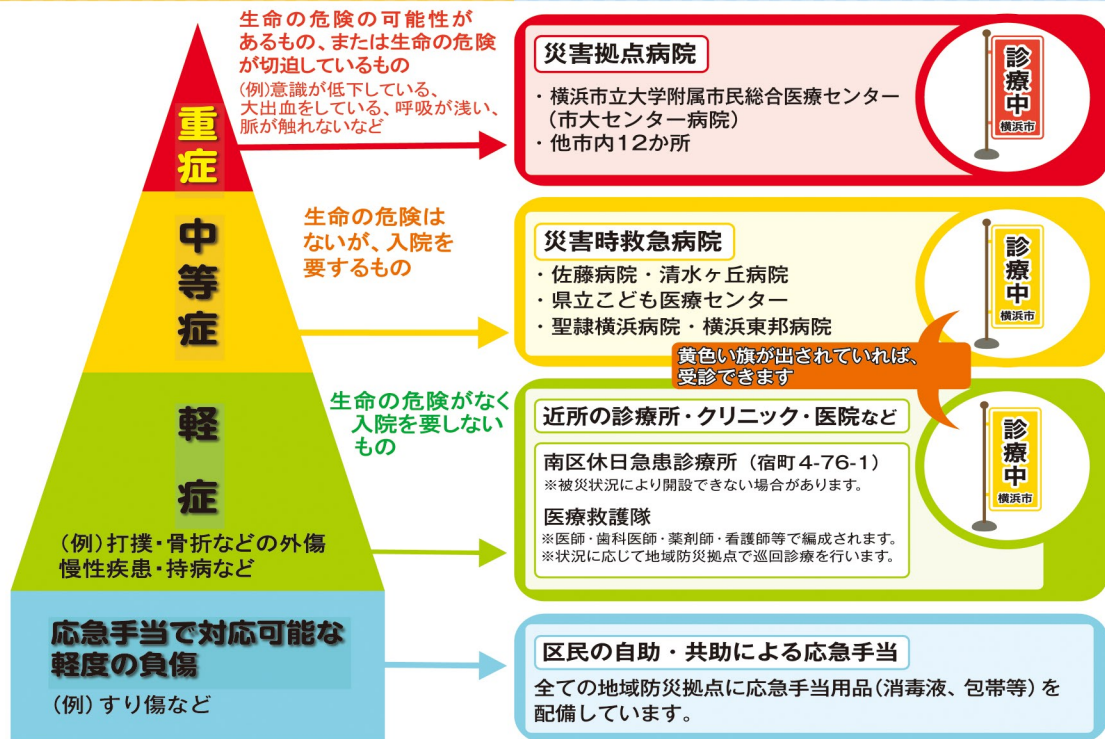 生命の危険の可能性が
あるもの、または生命の危険
が切迫しているもの
(例)意識が低下している、
大出血をしている、呼吸が浅い、
脈が触れないなど
重症
災害拠点病院
・横浜市立大学附属市民総合医療センター
(市大センター病院)
・他市内12か所
診療中
横浜市
生命の危険は
ないが、入院を
要するもの
中等症
災害時救急病院
・佐藤病院・清水ヶ丘病院
・県立こども医療センター
・聖隷横浜病院・横浜東邦病院
診療中
横浜市
黄色い旗が出されていれば、
受診できます
生命の危険がなく
入院を要しない
もの
軽症
(例)打撲・骨折などの外傷
慢性疾患・持病など
近所の診療所・クリニック・医院など
南区休日急患診療所(宿町4-76-1)
※被災状況により開設できない場合があります。
医療救護隊
※医師・歯科医師・薬剤師・看護師等で編成されます。
※状況に応じて地域防災拠点で巡回診療を行います。
診療中
横浜市
応急手当で対応可能な
軽度の負傷
(例)すり傷など
区民の自助・共助による応急手当
全ての地域防災拠点に応急手当用品(消毒液、包帯等)を
配備しています。